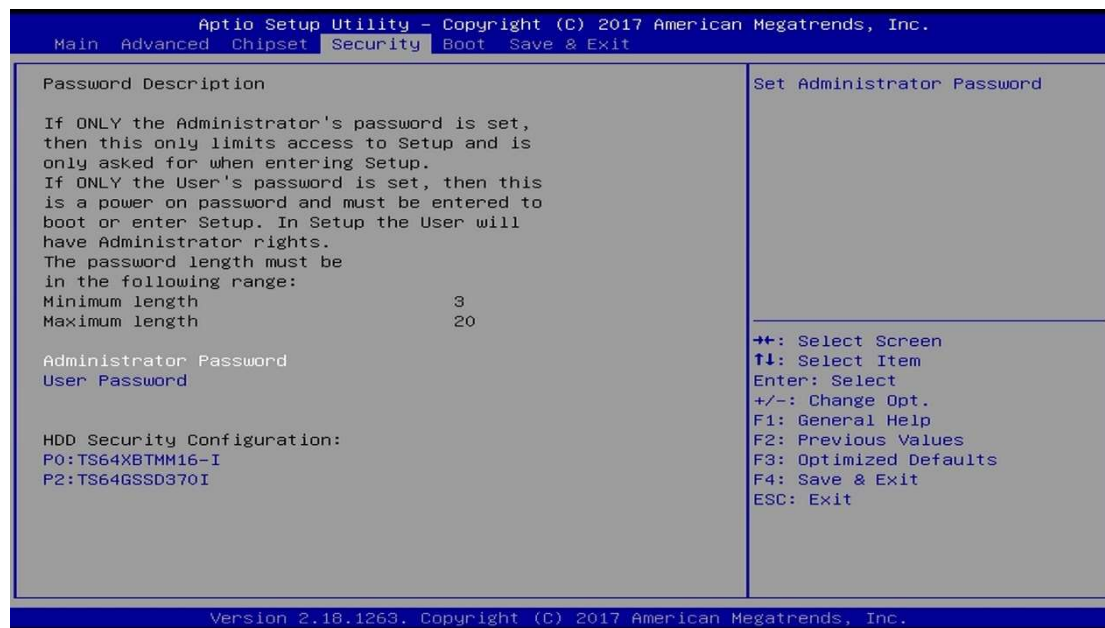 Aptio Setup Utility – Copyright (C) 2017 American Megatrends, Inc.
Main Advanced Chipset Security Boot Save & Exit
Password Description
If ONLY the Administrator's password is set,
then this only limits access to Setup and is
only asked for when entering Setup.
If ONLY the User's password is set, then this
is a power on password and must be entered to
boot or enter Setup. In Setup the User will
have Administrator rights.
The password length must be
in the following range:
Minimum length 3
Maximum length 20
Administrator Password
User Password
HDD Security Configuration:
P0:TS64XBTMM16-I
P2:TS64GSSD370I
Set Administrator Password
→←: Select Screen
↑↓: Select Item
Enter: Select
+/-: Change Opt.
F1: General Help
F2: Previous Values
F3: Optimized Defaults
F4: Save & Exit
ESC: Exit
Version 2.18.1263. Copyright (C) 2017 American Megatrends, Inc.